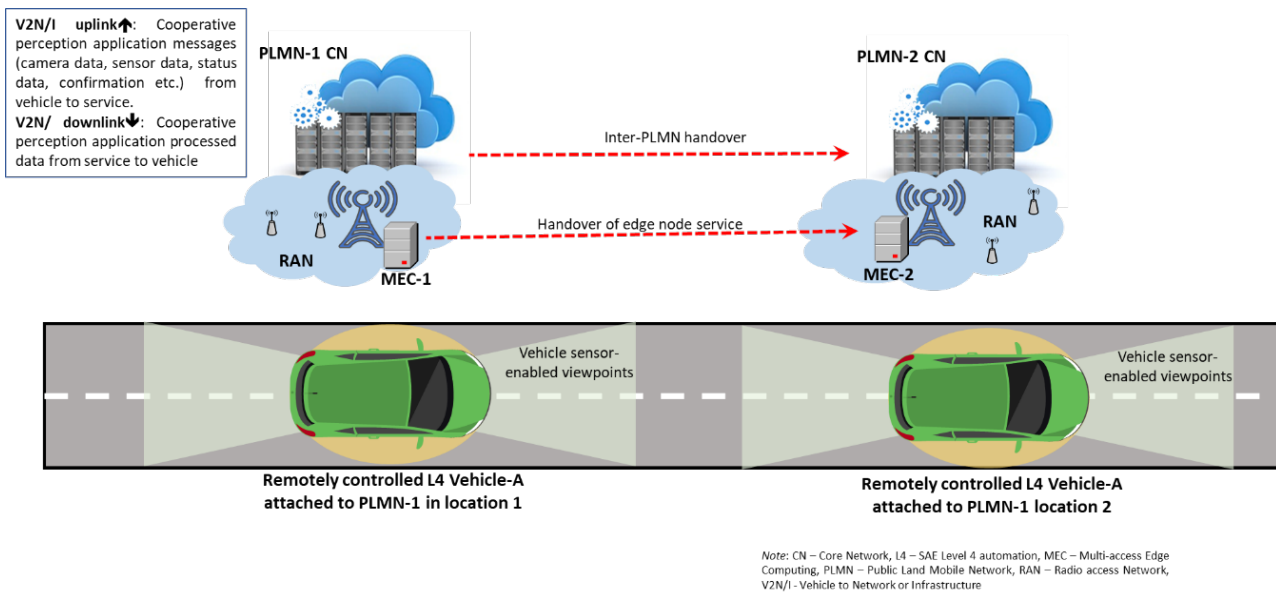 V2N/I uplink↑: Cooperative
perception application messages
(camera data, sensor data, status
data, confirmation etc.) from
vehicle to service.
V2N/ downlink↓: Cooperative
perception application processed
data from service to vehicle
PLMN-1 CN
PLMN-2 CN
Inter-PLMN handover
Handover of edge node service
RAN
MEC-1
RAN
MEC-2
Vehicle sensor-
enabled viewpoints
Vehicle sensor-
enabled viewpoints
Remotely controlled L4 Vehicle-A
attached to PLMN-1 in location 1
Remotely controlled L4 Vehicle-A
attached to PLMN-1 location 2
Note: CN – Core Network, L4 – SAE Level 4 automation, MEC – Multi-access Edge
Computing, PLMN – Public Land Mobile Network, RAN – Radio access Network,
V2N/I - Vehicle to Network or Infrastructure